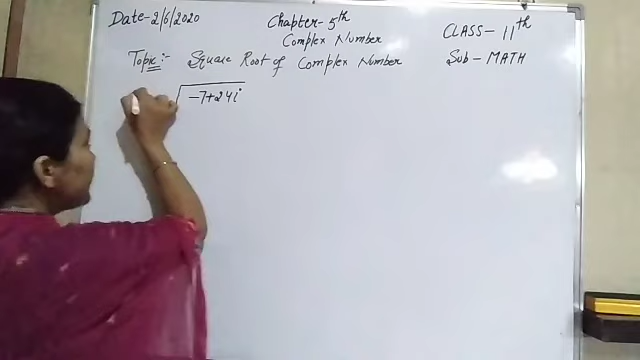 Date-2/6/2020 Chapter-5th CLASS-11th
Complex Number
Topic:- Square Root of Complex Number Sub-MATH
√-7+24i